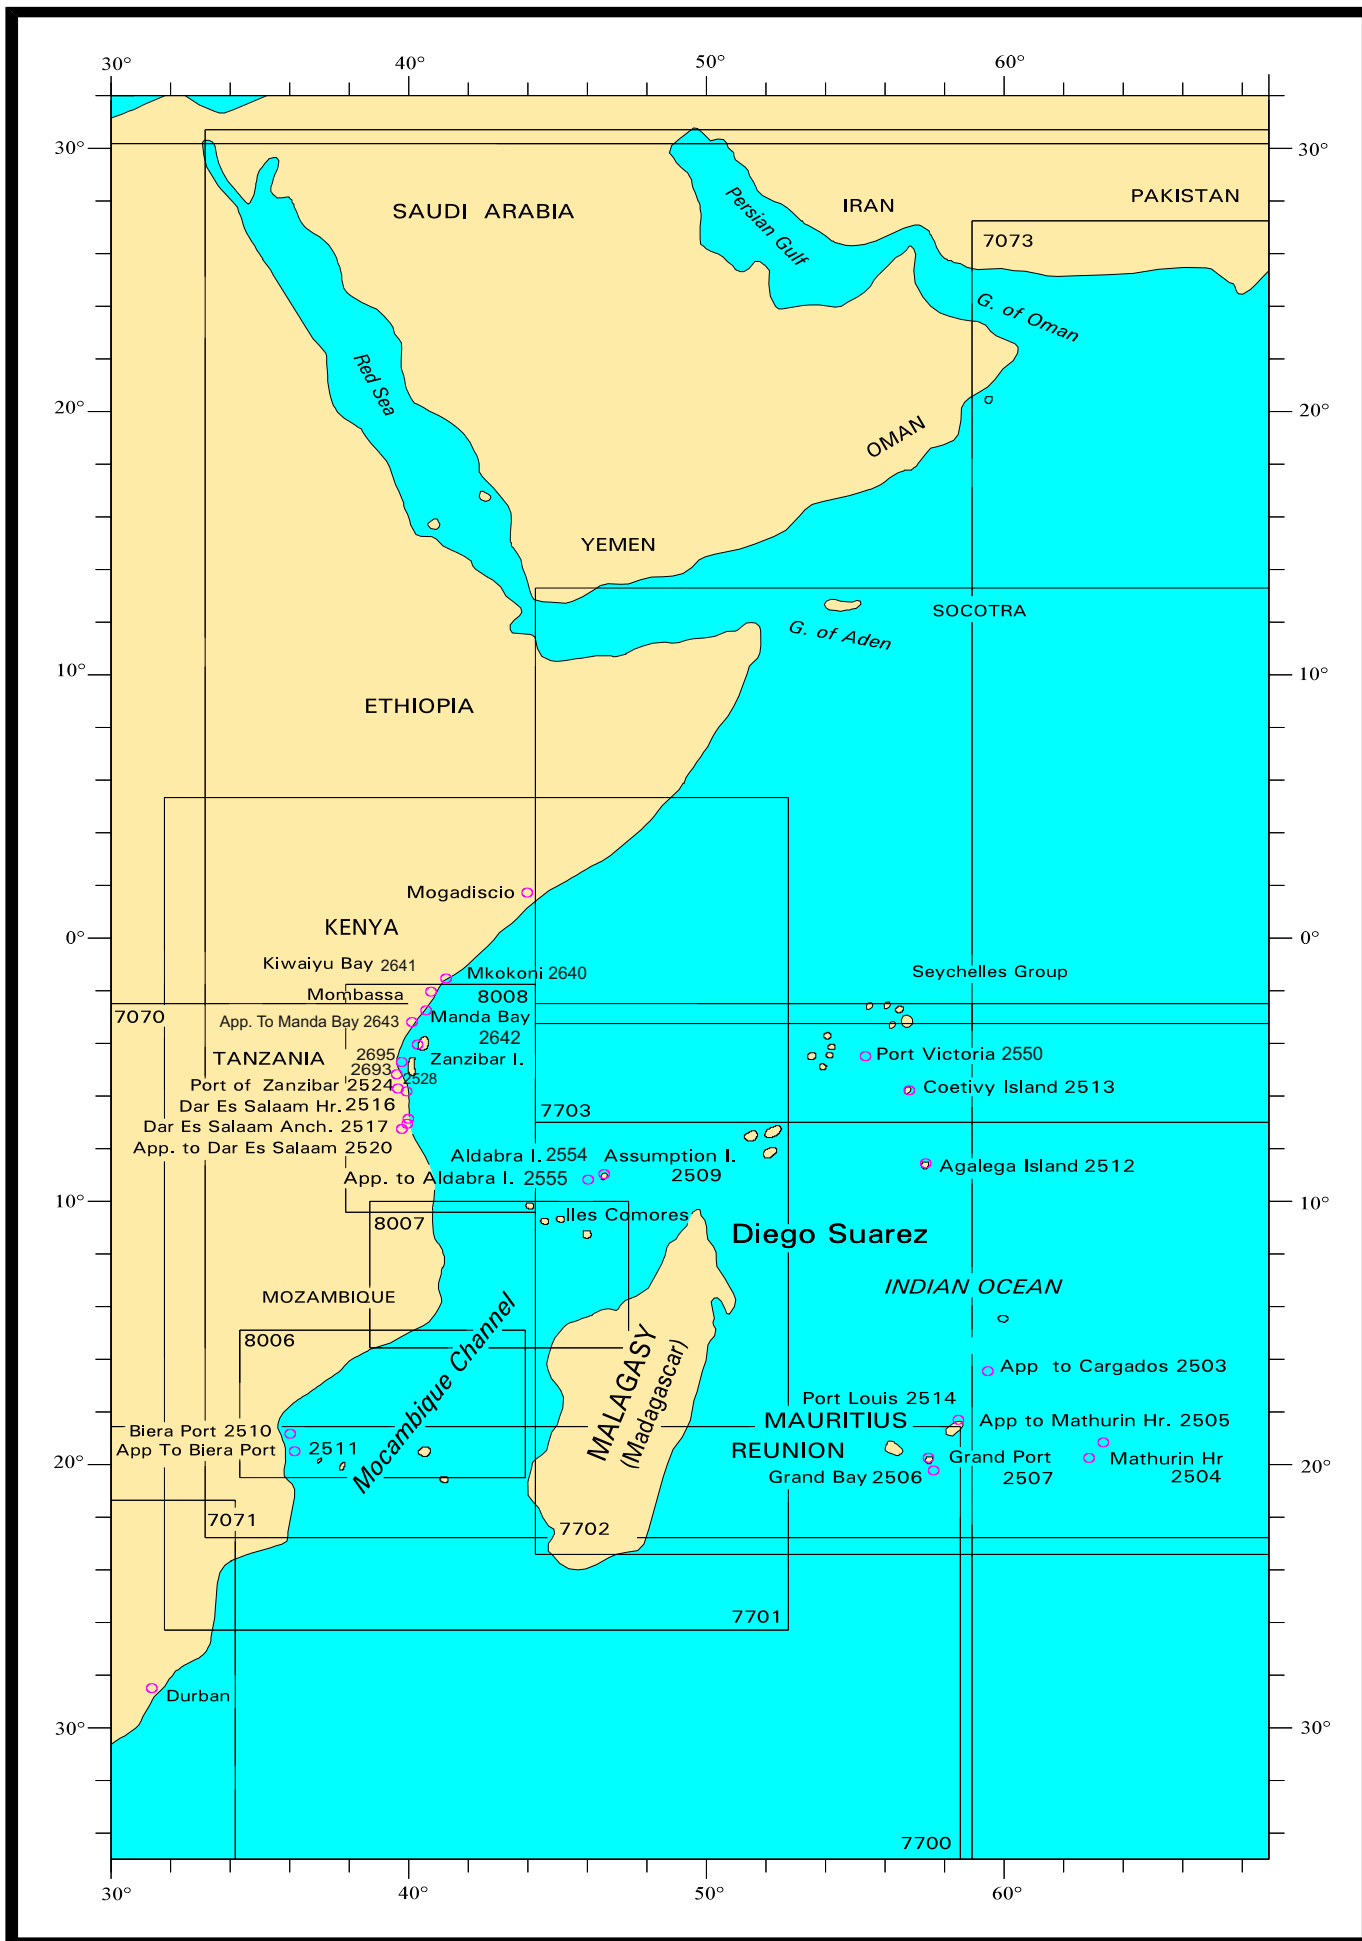 30° 40° 50° 60°
30° 30°
PAKISTAN
IRAN
SAUDI ARABIA
Persian Gulf
7073
G. of Oman
Red Sea
20° 20°
OMAN
YEMEN
SOCOTRA
G. of Aden
10° 10°
ETHIOPIA
Mogadiscio
KENYA
0° 0°
Kiwaiyu Bay 2641
Mkokoni 2640
Seychelles Group
Mombassa
8008
7070
App. To Manda Bay 2643
Manda Bay
2642
TANZANIA
2695
Zanzibar I.
Port Victoria 2550
2693
2528
Port of Zanzibar 2524
Coetivy Island 2513
Dar Es Salaam Hr. 2516
7703
Dar Es Salaam Anch. 2517
App. to Dar Es Salaam 2520
Aldabra I. 2554
Assumption I.
2509
Agalega Island 2512
App. to Aldabra I. 2555
10° 10°
Iles Comores
8007
Diego Suarez
INDIAN OCEAN
MOZAMBIQUE
8006
Mocambique Channel
MALAGASY
(Madagascar)
App to Cargados 2503
Port Louis 2514
MAURITIUS
App to Mathurin Hr. 2505
Biera Port 2510
App To Biera Port 2511
REUNION
Grand Port
2507
Mathurin Hr
2504
Grand Bay 2506
20° 20°
7071
7702
7701
Durban
30° 30°
7700
30° 40° 50° 60°